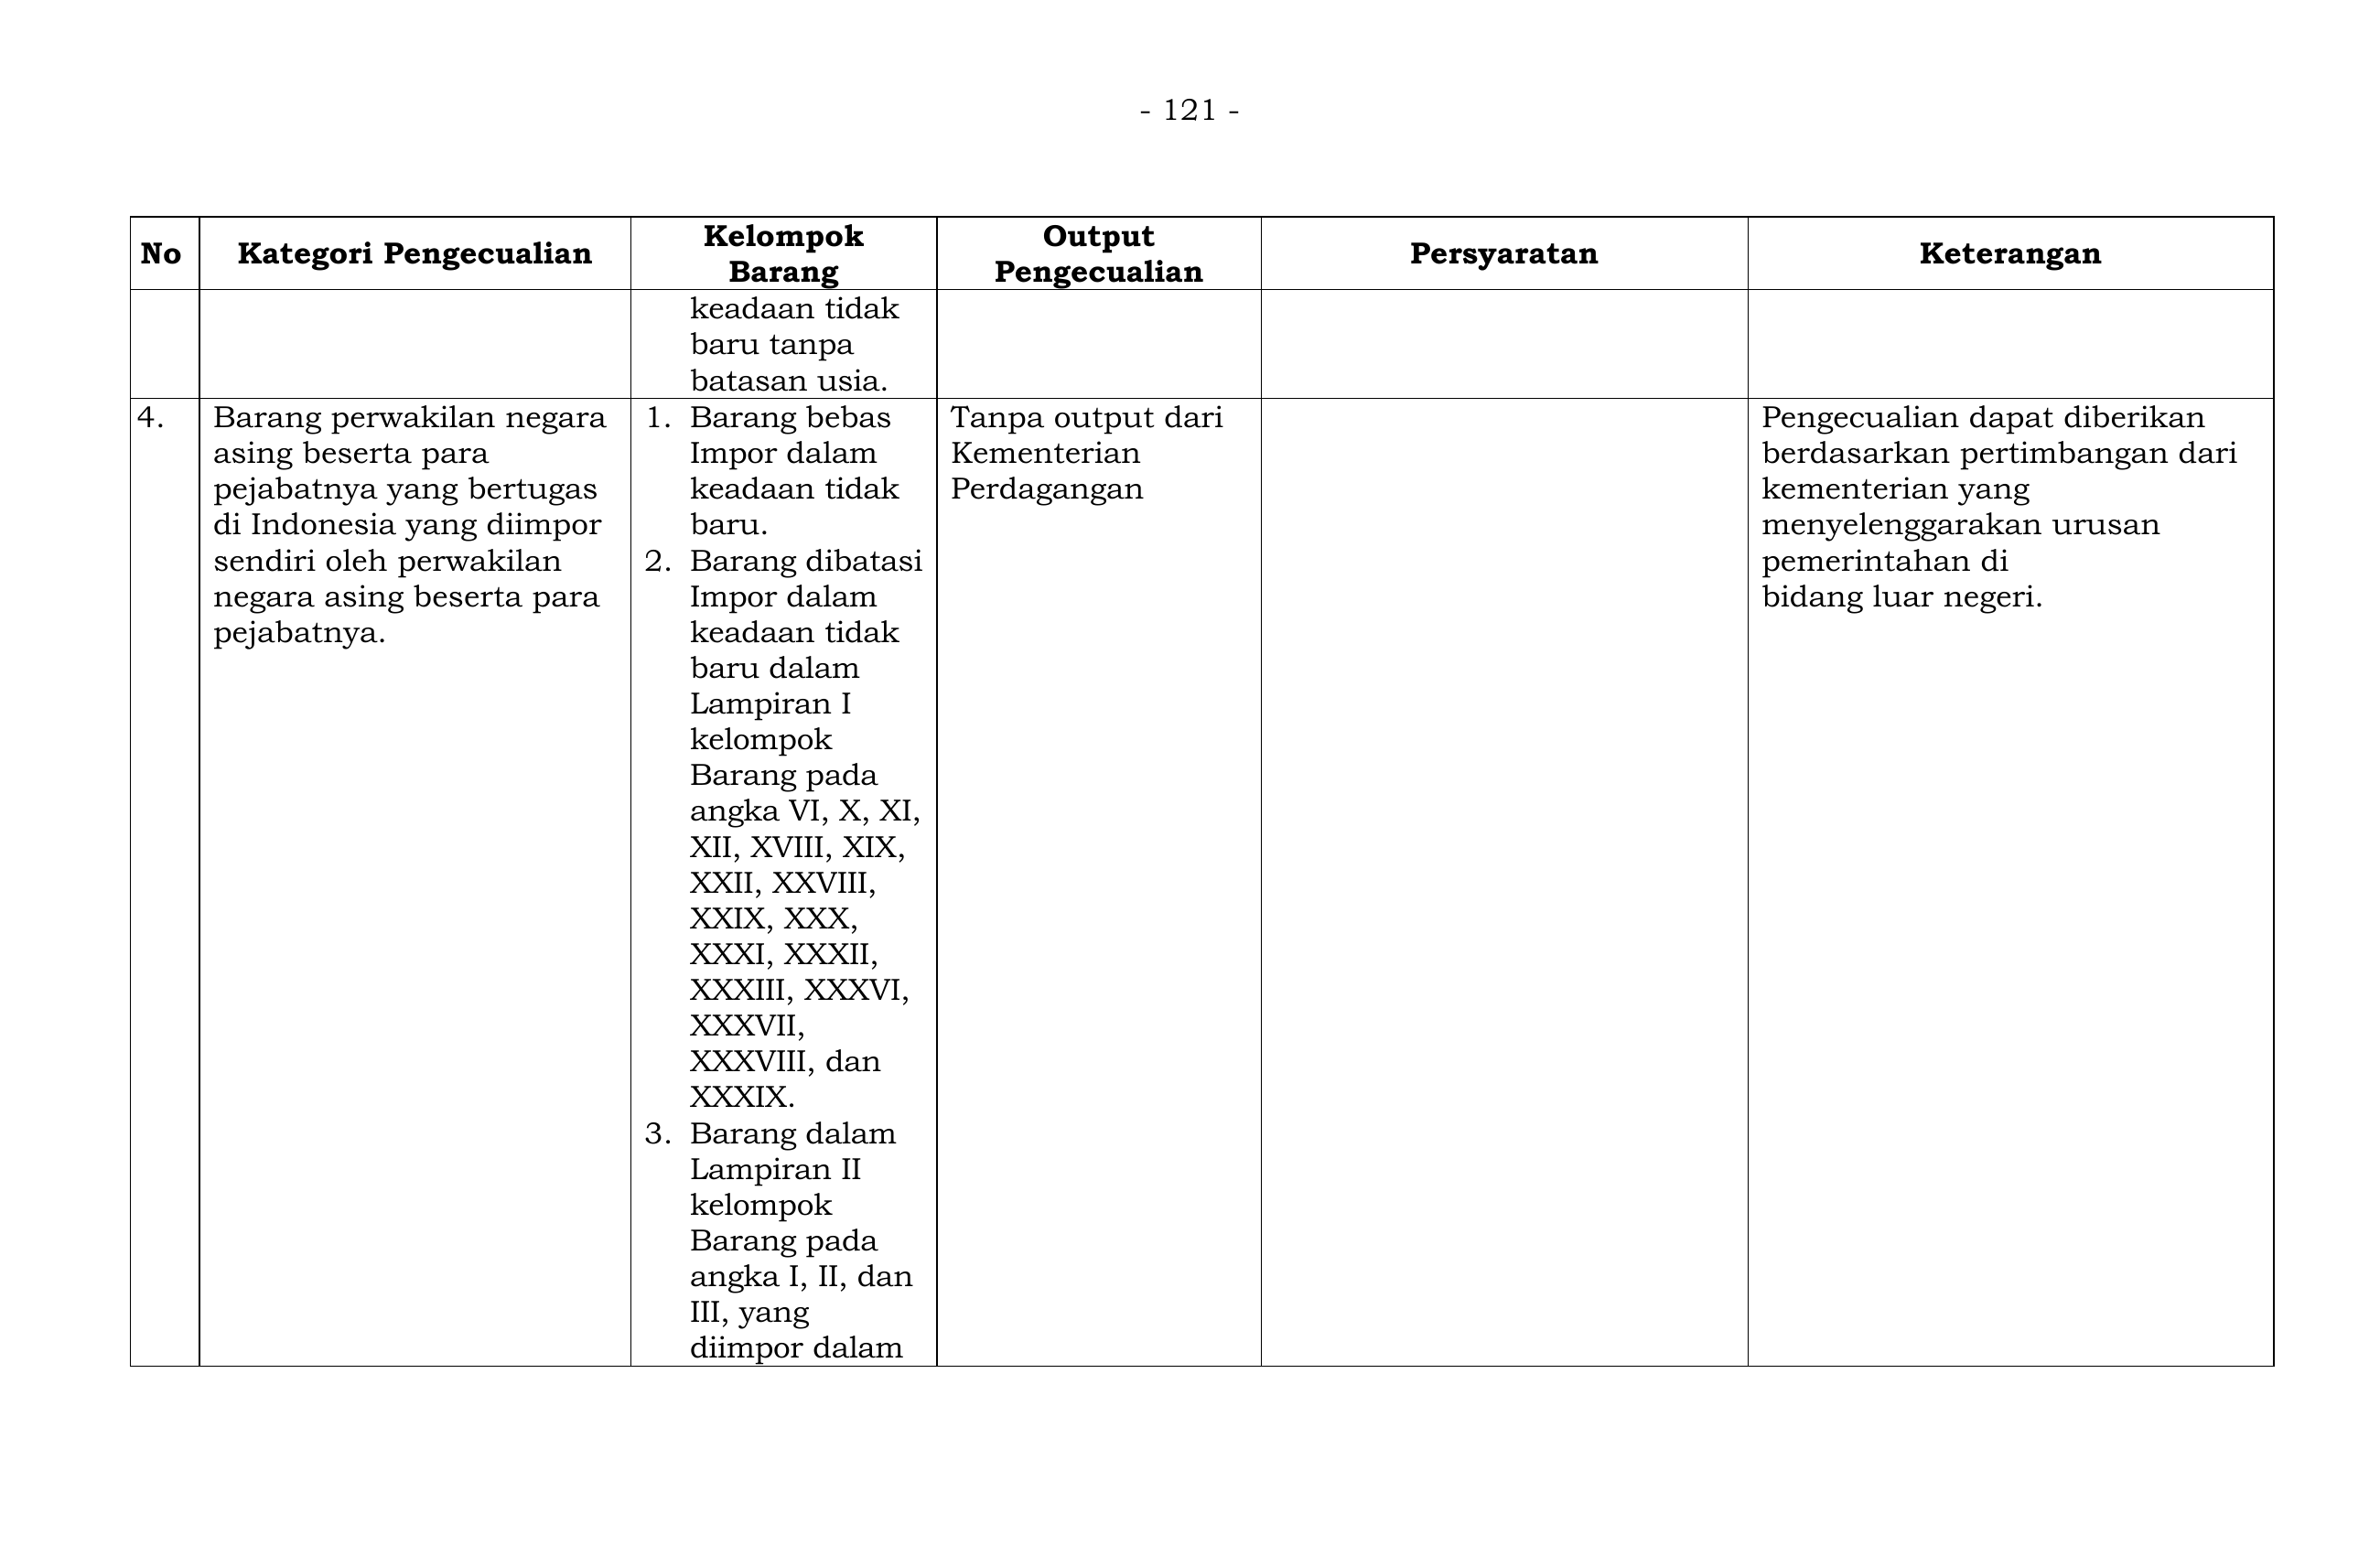 - 121 -
No
Kategori Pengecualian
Kelompok
Barang
Output
Pengecualian
Persyaratan
Keterangan
keadaan tidak
baru tanpa
batasan usia.
4.
Barang perwakilan negara
asing beserta para
pejabatnya yang bertugas
di Indonesia yang diimpor
sendiri oleh perwakilan
negara asing beserta para
pejabatnya.
1. Barang bebas
Impor dalam
keadaan tidak
baru.
2. Barang dibatasi
Impor dalam
keadaan tidak
baru dalam
Lampiran I
kelompok
Barang pada
angka VI, X, XI,
XII, XVIII, XIX,
XXII, XXVIII,
XXIX, XXX,
XXXI, XXXII,
XXXIII, XXXVI,
XXXVII,
XXXVIII, dan
XXXIX.
3. Barang dalam
Lampiran II
kelompok
Barang pada
angka I, II, dan
III, yang
diimpor dalam
Tanpa output dari
Kementerian
Perdagangan
Pengecualian dapat diberikan
berdasarkan pertimbangan dari
kementerian yang
menyelenggarakan urusan
pemerintahan di
bidang luar negeri.